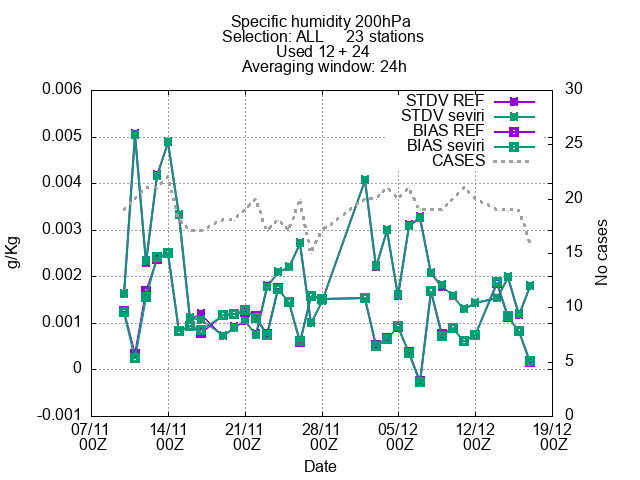 Specific humidity 200hPa
Selection: ALL 23 stations
Used 12 + 24
Averaging window: 24h
STDV REF
STDV seviri
BIAS REF
BIAS seviri
CASES
g/Kg
0.006
0.005
0.004
0.003
0.002
0.001
0
-0.001
No cases
30
25
20
15
10
5
0
07/11 14/11 21/11 28/11 05/12 12/12 19/12
00Z 00Z 00Z 00Z 00Z 00Z 00Z
Date